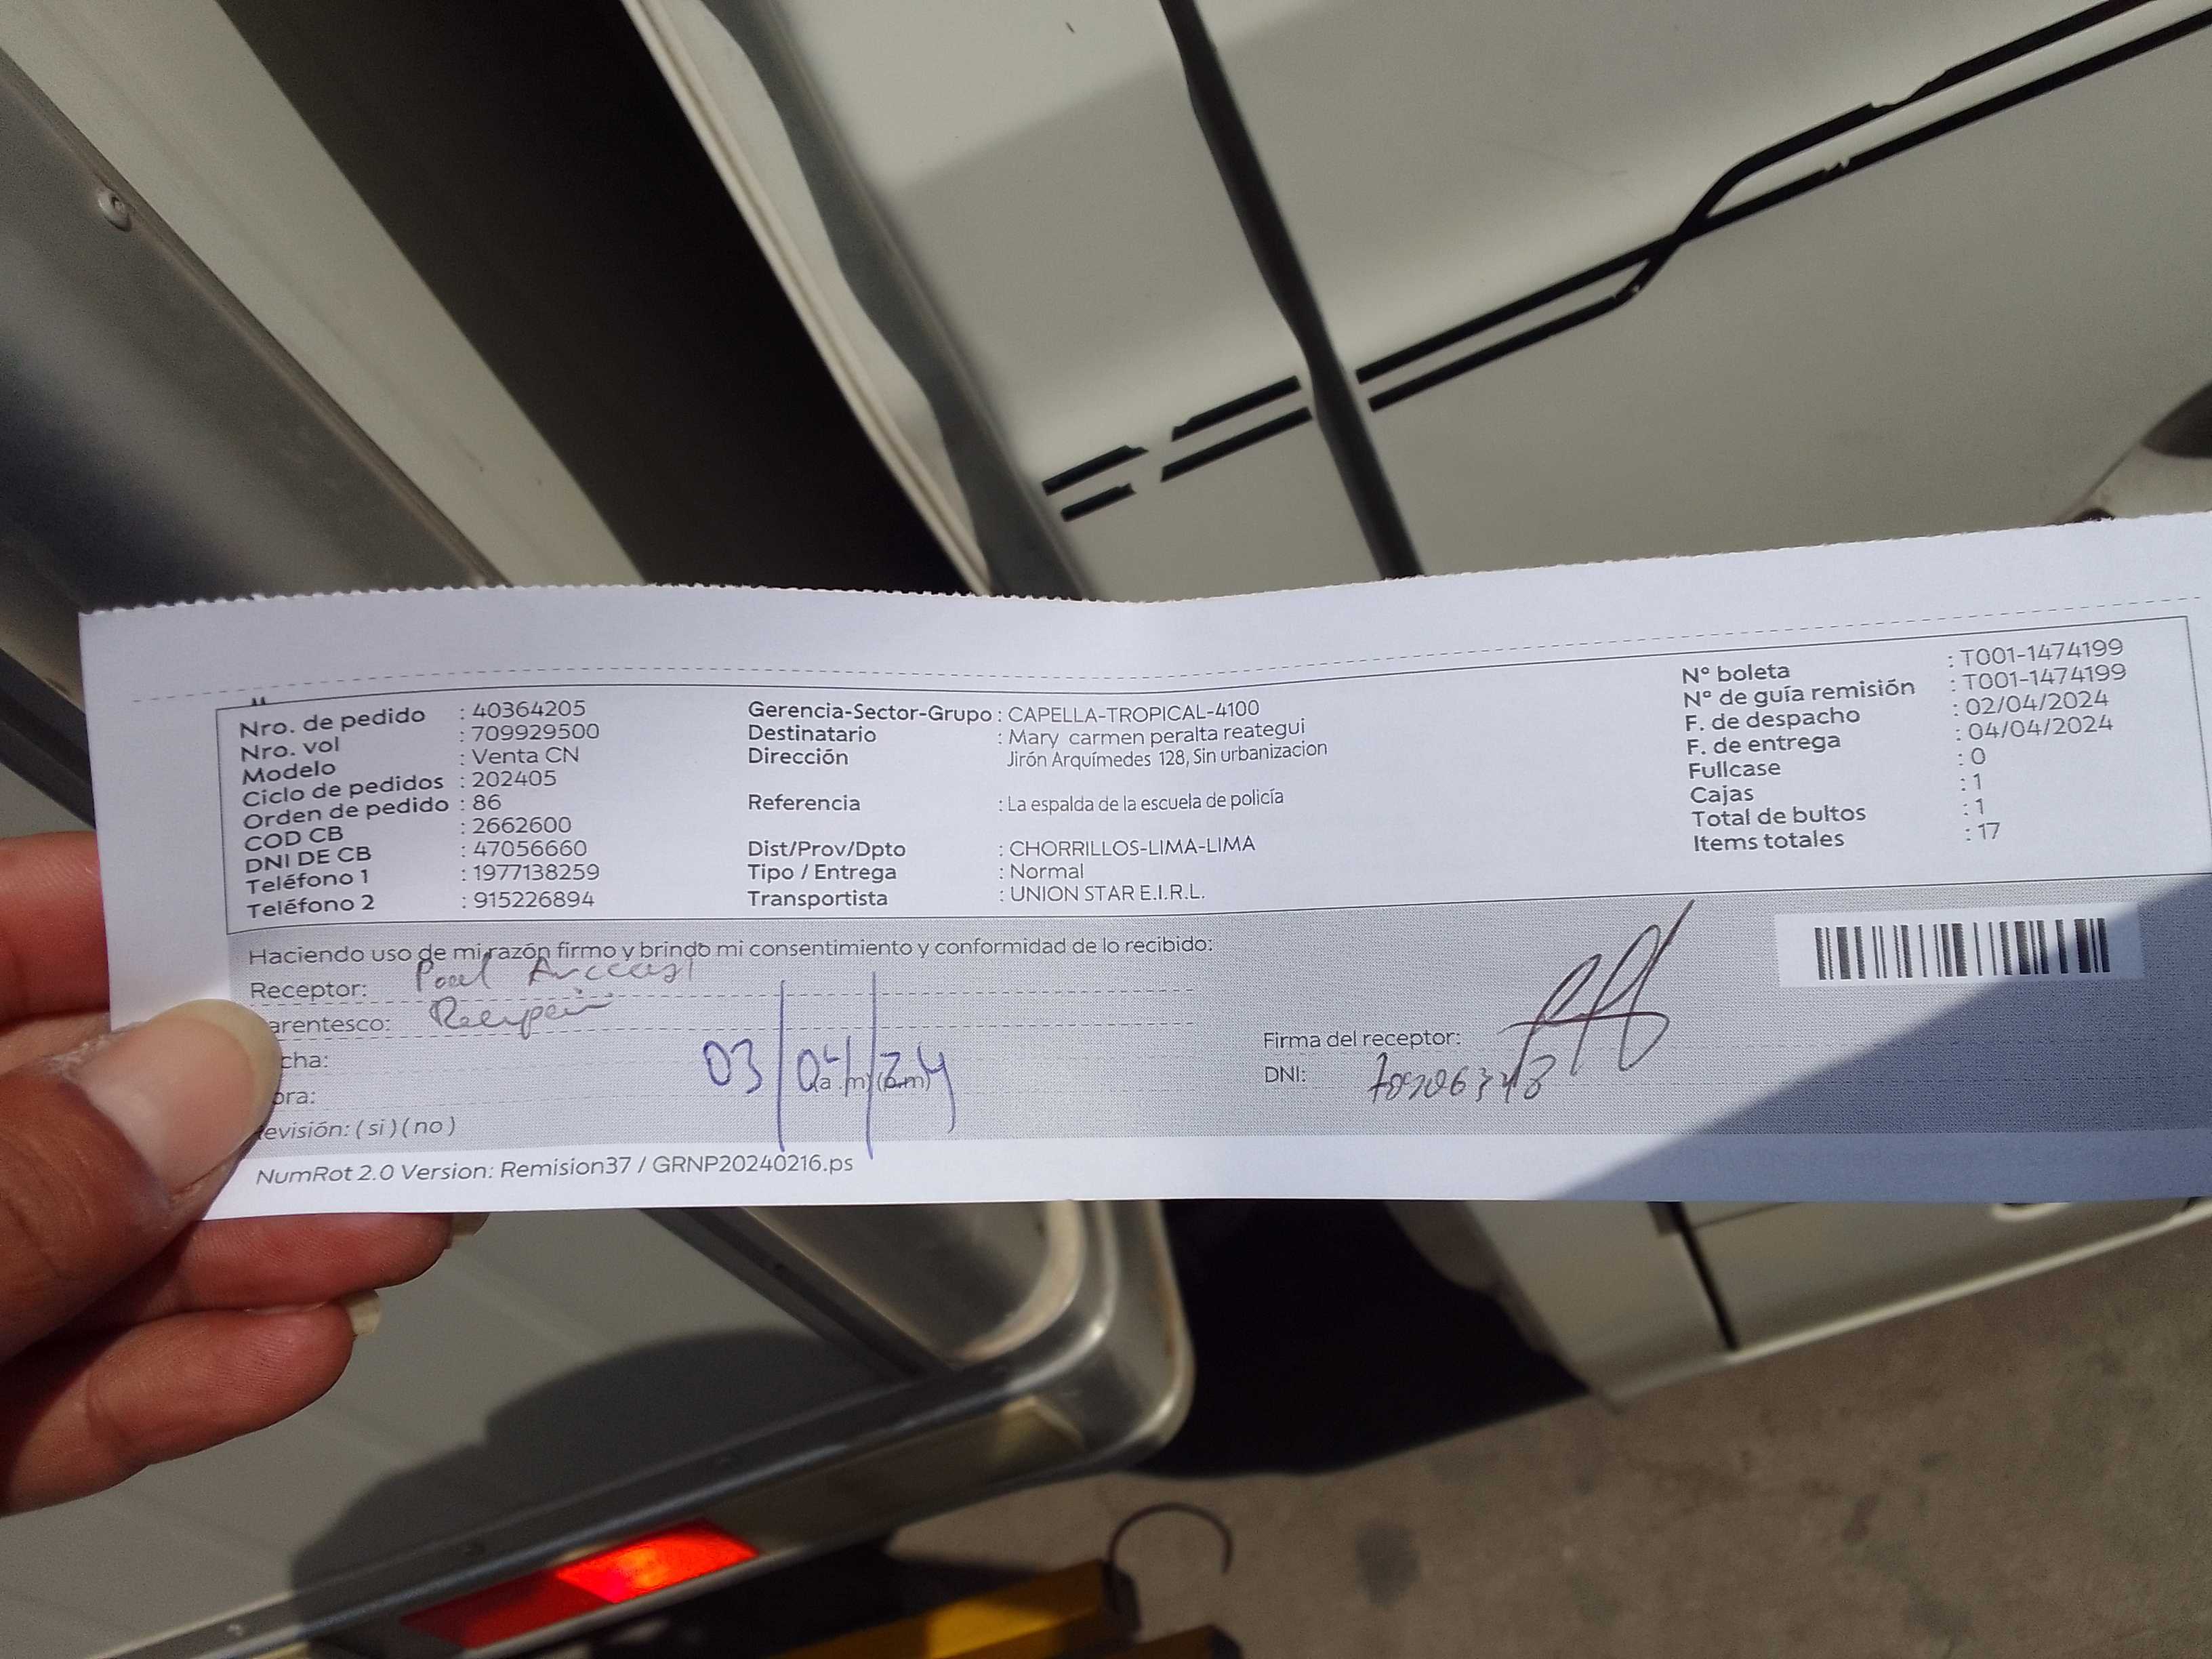 Nro. de pedido : 40364205
Nro. vol : 709929500
Modelo : Venta CN
Ciclo de pedidos : 202405
Orden de pedido : 86
COD CB : 2662600
DNI DE CB : 47056660
Teléfono 1 : 1977138259
Teléfono 2 : 915226894
Gerencia-Sector-Grupo : CAPELLA-TROPICAL-4100
Destinatario : Mary carmen peralta reategui
Dirección Jirón Arquímedes 128, Sin urbanizacion
Referencia : La espalda de la escuela de policía
Dist/Prov/Dpto : CHORRILLOS-LIMA-LIMA
Tipo / Entrega : Normal
Transportista : UNION STAR E.I.R.L.
Nº boleta : T001-1474199
Nº de guía remisión : T001-1474199
F. de despacho : 02/04/2024
F. de entrega : 04/04/2024
Fullcase : 0
Cajas : 1
Total de bultos : 1
Items totales : 17
Haciendo uso de mi razón firmo y brindo mi consentimiento y conformidad de lo recibido:
Receptor:
arentesco:
cha: 03/04/24
ora: (a.m)(p.m)
evisión: ( si ) ( no )
Firma del receptor:
DNI:
NumRot 2.0 Version: Remision37 / GRNP20240216.ps